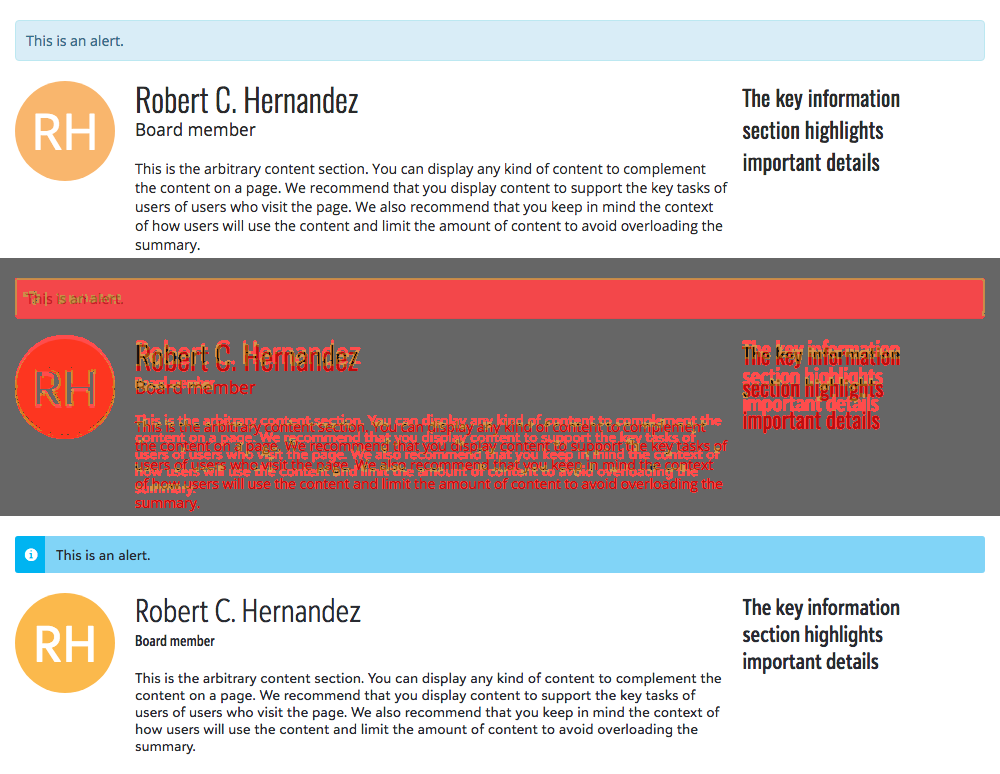 This is an alert.
RH
Robert C. Hernandez
Board member
This is the arbitrary content section. You can display any kind of content to complement
the content on a page. We recommend that you display content to support the key tasks of
users of users who visit the page. We also recommend that you keep in mind the context
of how users will use the content and limit the amount of content to avoid overloading the
summary.
The key information
section highlights
important details
This is an alert.
RH
Robert C. Hernandez
Board member
This is the arbitrary content section. You can display any kind of content to complement
the content on a page. We recommend that you display content to support the key tasks of
users of users who visit the page. We also recommend that you keep in mind the context
of how users will use the content and limit the amount of content to avoid overloading the
summary.
The key information
section highlights
important details
This is an alert.
RH
Robert C. Hernandez
Board member
This is the arbitrary content section. You can display any kind of content to complement the
content on a page. We recommend that you display content to support the key tasks of
users of users who visit the page. We also recommend that you keep in mind the context of
how users will use the content and limit the amount of content to avoid overloading the
summary.
The key information
section highlights
important details